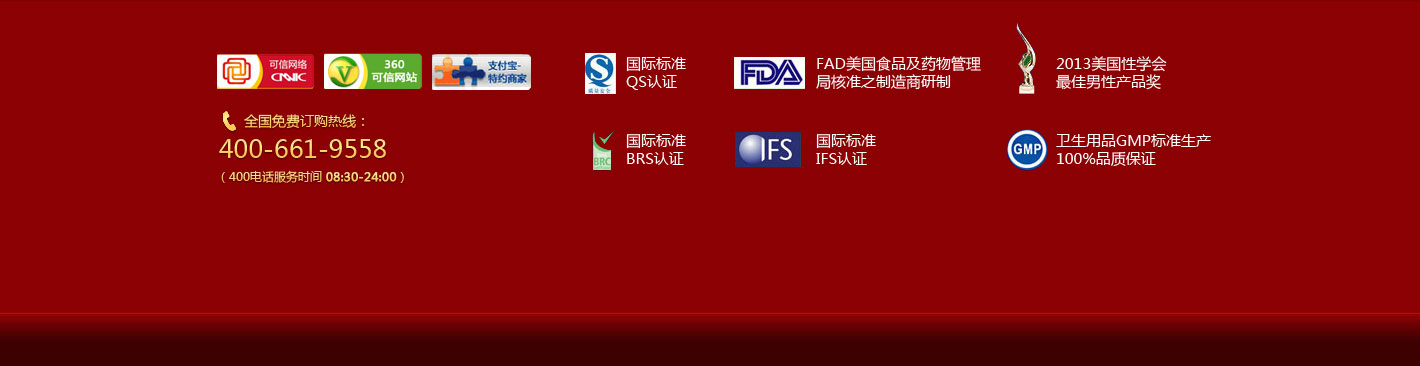 可信网络
CNNIC
360
可信网站
支付宝-
特约商家
全国免费订购热线：
400-661-9558
（400电话服务时间 08:30-24:00）
国际标准
QS认证
FDA
FAD美国食品及药物管理
局核准之制造商研制
2013美国性学会
最佳男性产品奖
BRC
国际标准
BRS认证
IFS
国际标准
IFS认证
GMP
卫生用品GMP标准生产
100%品质保证